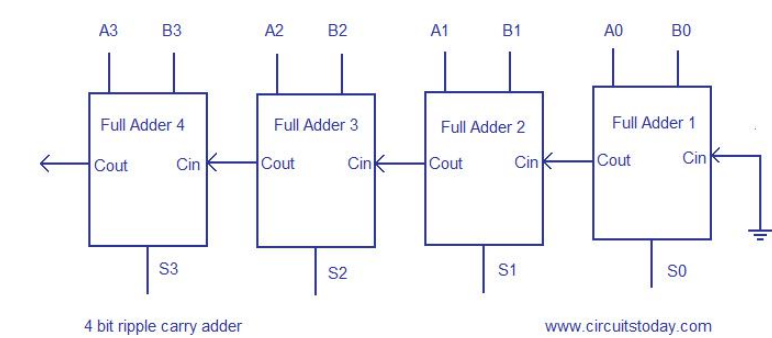 A3 B3 A2 B2 A1 B1 A0 B0
Full Adder 4 Full Adder 3 Full Adder 2 Full Adder 1
Cout Cin Cout Cin Cout Cin Cout Cin
S3 S2 S1 S0
4 bit ripple carry adder www.circuitstoday.com